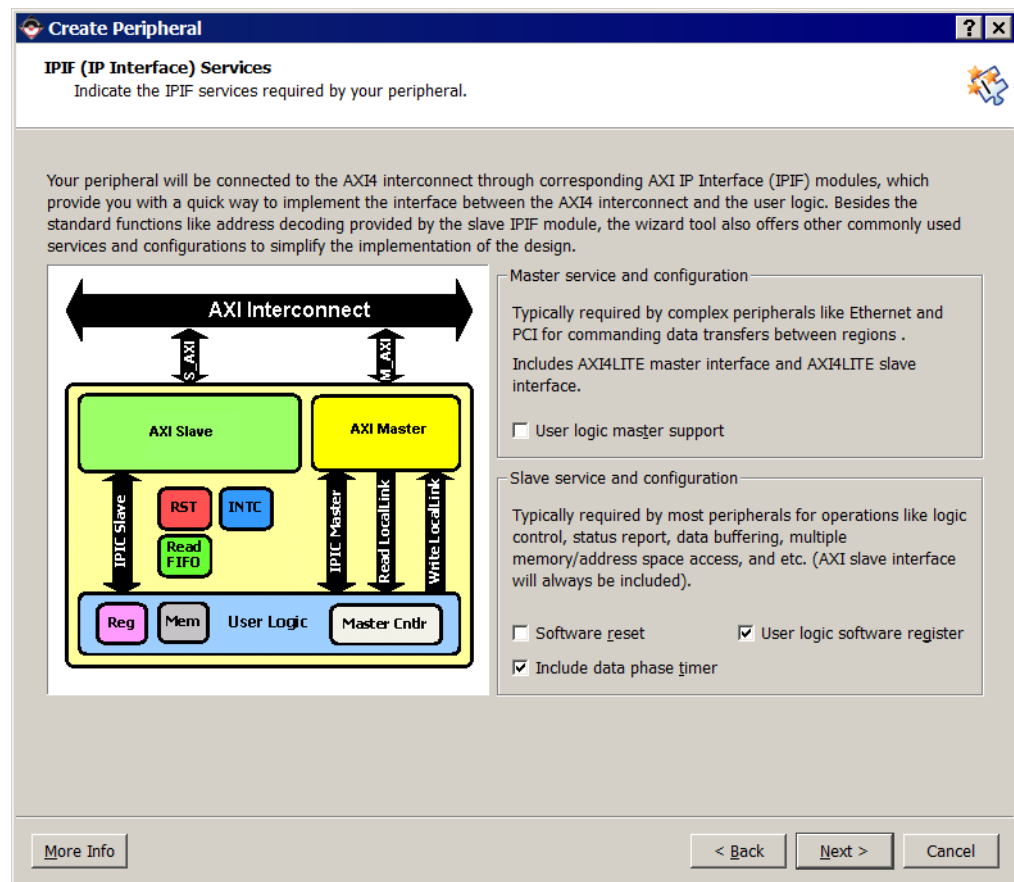 Create Peripheral
IPIF (IP Interface) Services
Indicate the IPIF services required by your peripheral.
Your peripheral will be connected to the AXI4 interconnect through corresponding AXI IP Interface (IPIF) modules, which
provide you with a quick way to implement the interface between the AXI4 interconnect and the user logic. Besides the
standard functions like address decoding provided by the slave IPIF module, the wizard tool also offers other commonly used
services and configurations to simplify the implementation of the design.
AXI Interconnect
S_AXI
M_AXI
AXI Slave
AXI Master
IPIC Slave
RST
INTC
Read
FIFO
IPIC Master
Read LocalLink
Write LocalLink
Reg
Mem
User Logic
Master Cntlr
Master service and configuration
Typically required by complex peripherals like Ethernet and
PCI for commanding data transfers between regions .
Includes AXI4LITE master interface and AXI4LITE slave
interface.
User logic master support
Slave service and configuration
Typically required by most peripherals for operations like logic
control, status report, data buffering, multiple
memory/address space access, and etc. (AXI slave interface
will always be included).
Software reset
User logic software register
Include data phase timer
More Info
< Back
Next >
Cancel